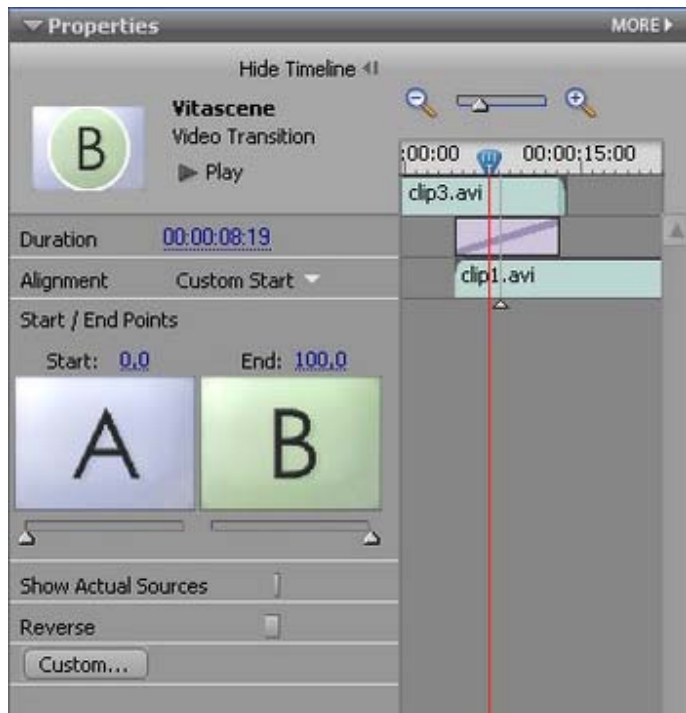 Properties
MORE
Hide Timeline
B
Vitascene
Video Transition
Play
:00:00
00:00:15:00
clip3.avi
Duration 00:00:08:19
Alignment Custom Start
clip1.avi
Start / End Points
Start: 0,0 End: 100,0
A B
Show Actual Sources
Reverse
Custom...